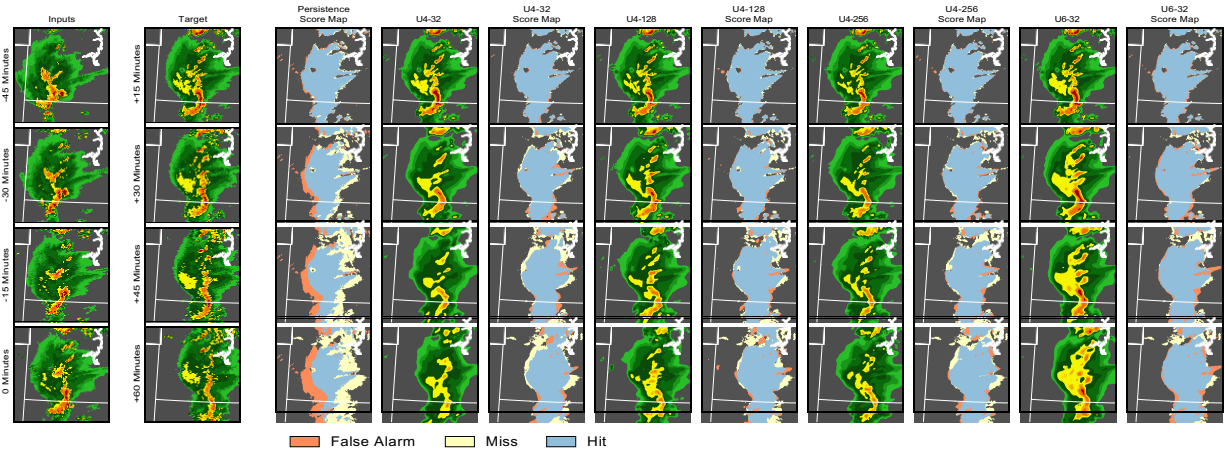 Inputs
Target
Persistence
Score Map
U4-32
U4-32
Score Map
U4-128
U4-128
Score Map
U4-256
U4-256
Score Map
U6-32
U6-32
Score Map
-45 Minutes
+15 Minutes
-30 Minutes
+30 Minutes
-15 Minutes
+45 Minutes
0 Minutes
+60 Minutes
False Alarm
Miss
Hit